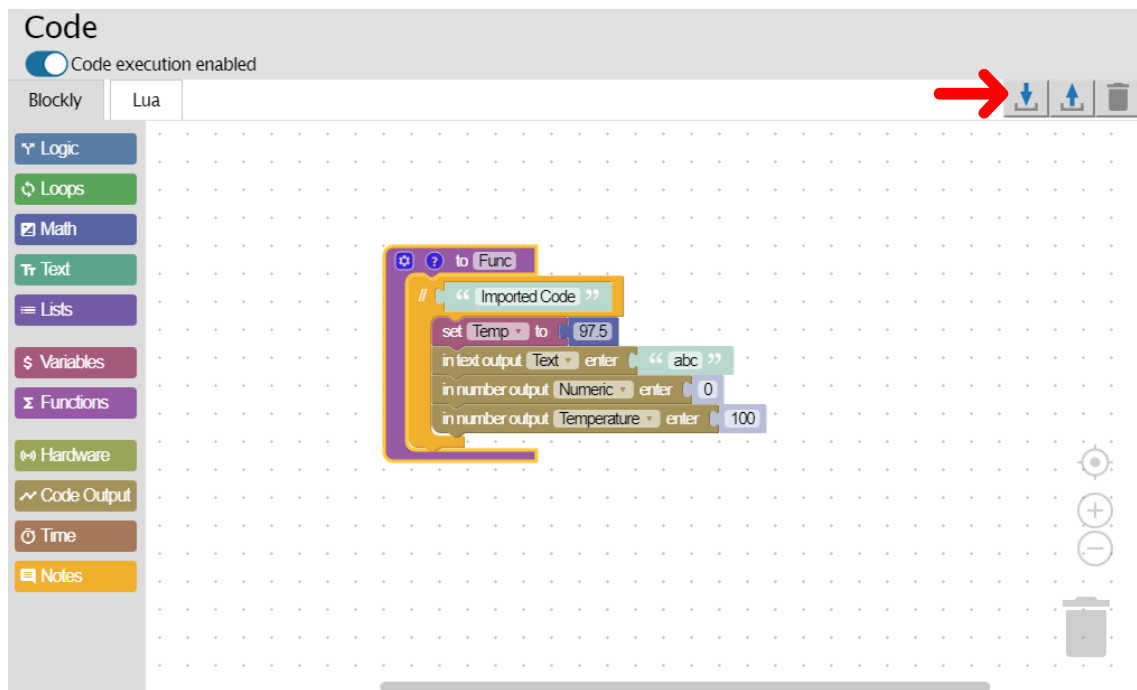 Code
Code execution enabled
Blockly Lua
Logic
Loops
Math
Text
Lists
$ Variables
Σ Functions
Hardware
Code Output
Time
Notes
? to Func
// “ Imported Code ”
set Temp to 97.5
in text output Text enter “ abc ”
in number output Numeric enter 0
in number output Temperature enter 100